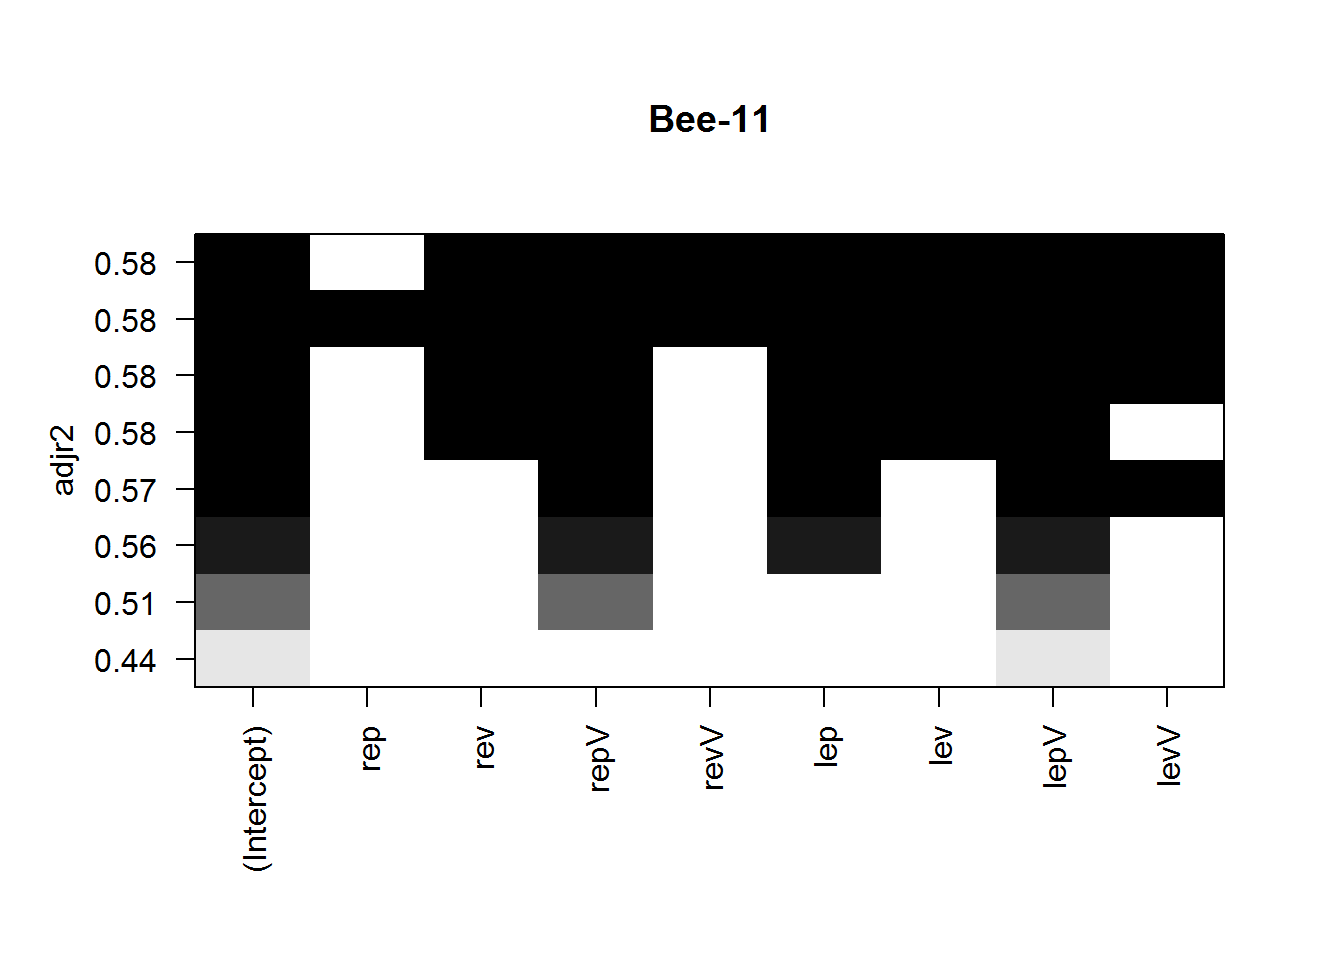 Bee-11
adjr2
0.58
0.58
0.58
0.58
0.57
0.56
0.51
0.44
(Intercept)
rep
rev
repV
revV
lep
lev
lepV
levV